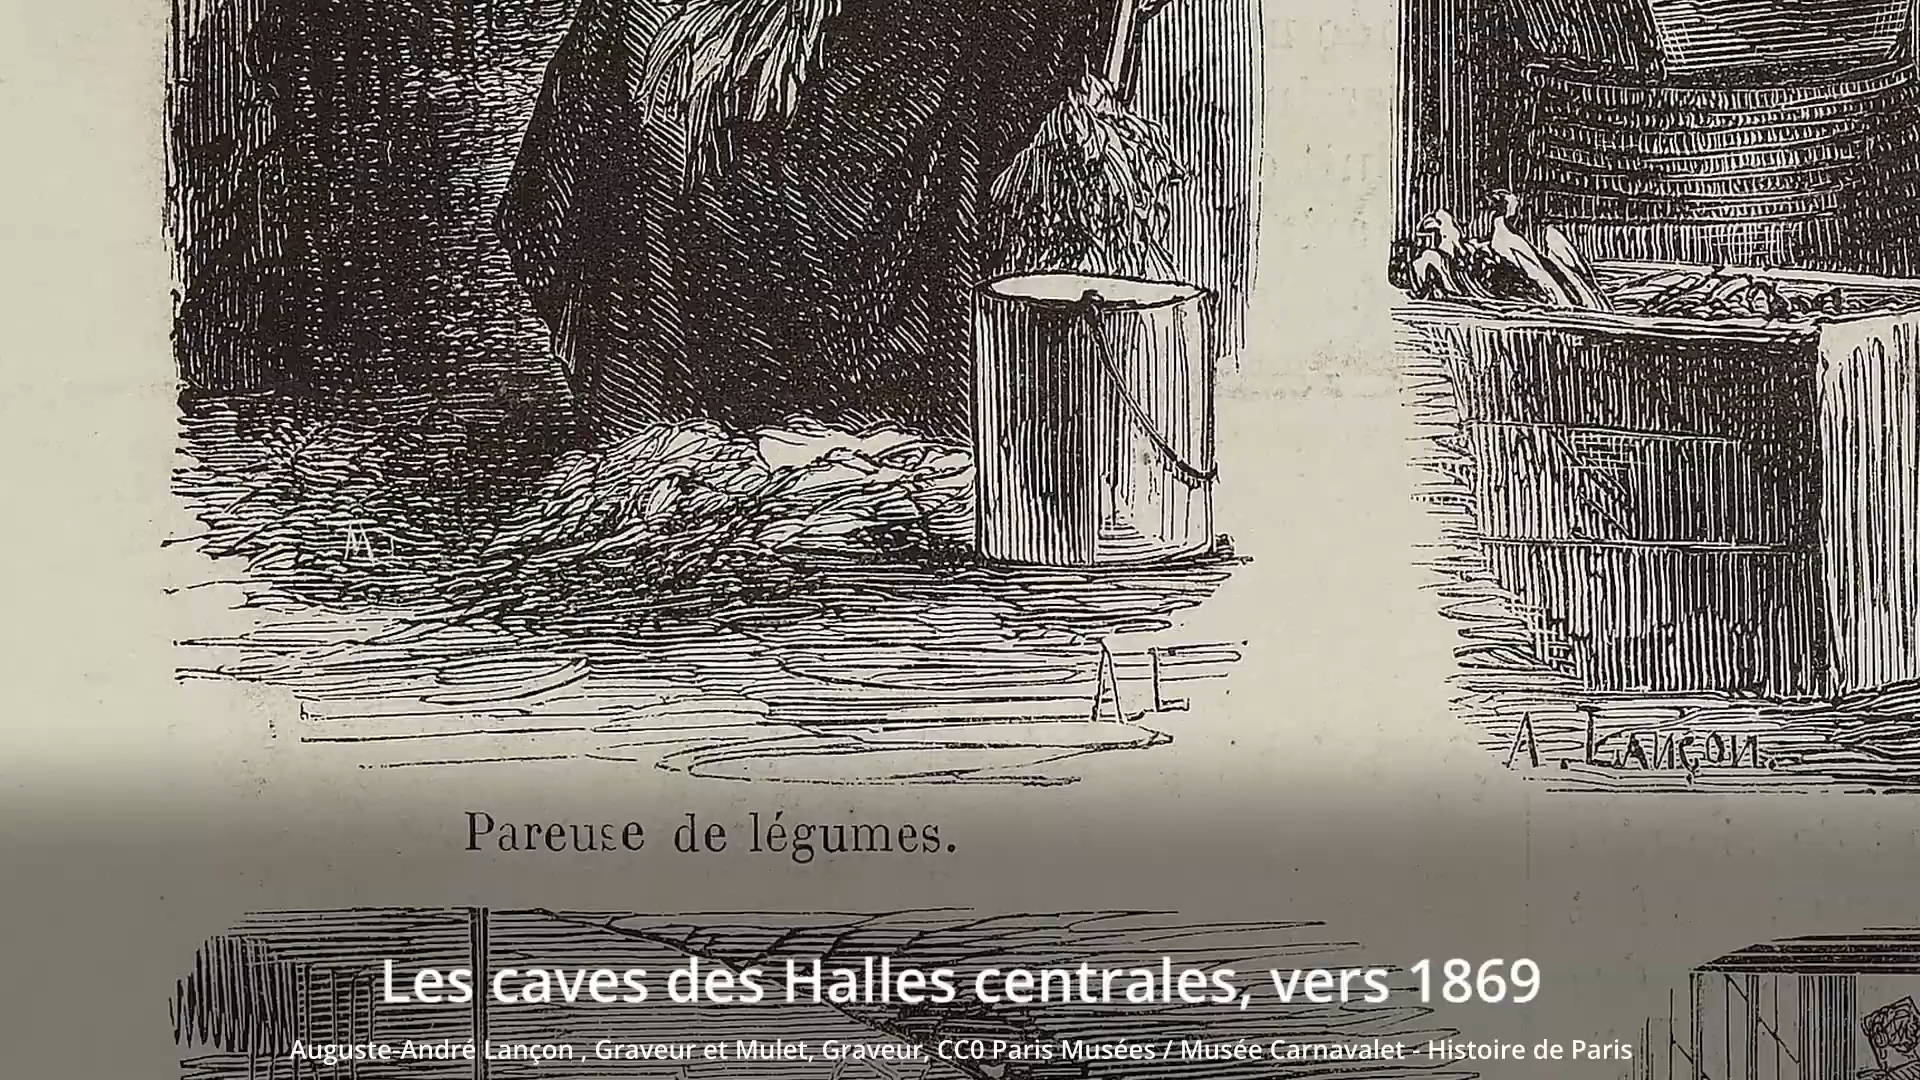 A L
A. Lançon.
Pareuse de légumes.
Les caves des Halles centrales, vers 1869
Auguste-André Lançon , Graveur et Mulet, Graveur, CC0 Paris Musées / Musée Carnavalet - Histoire de Paris